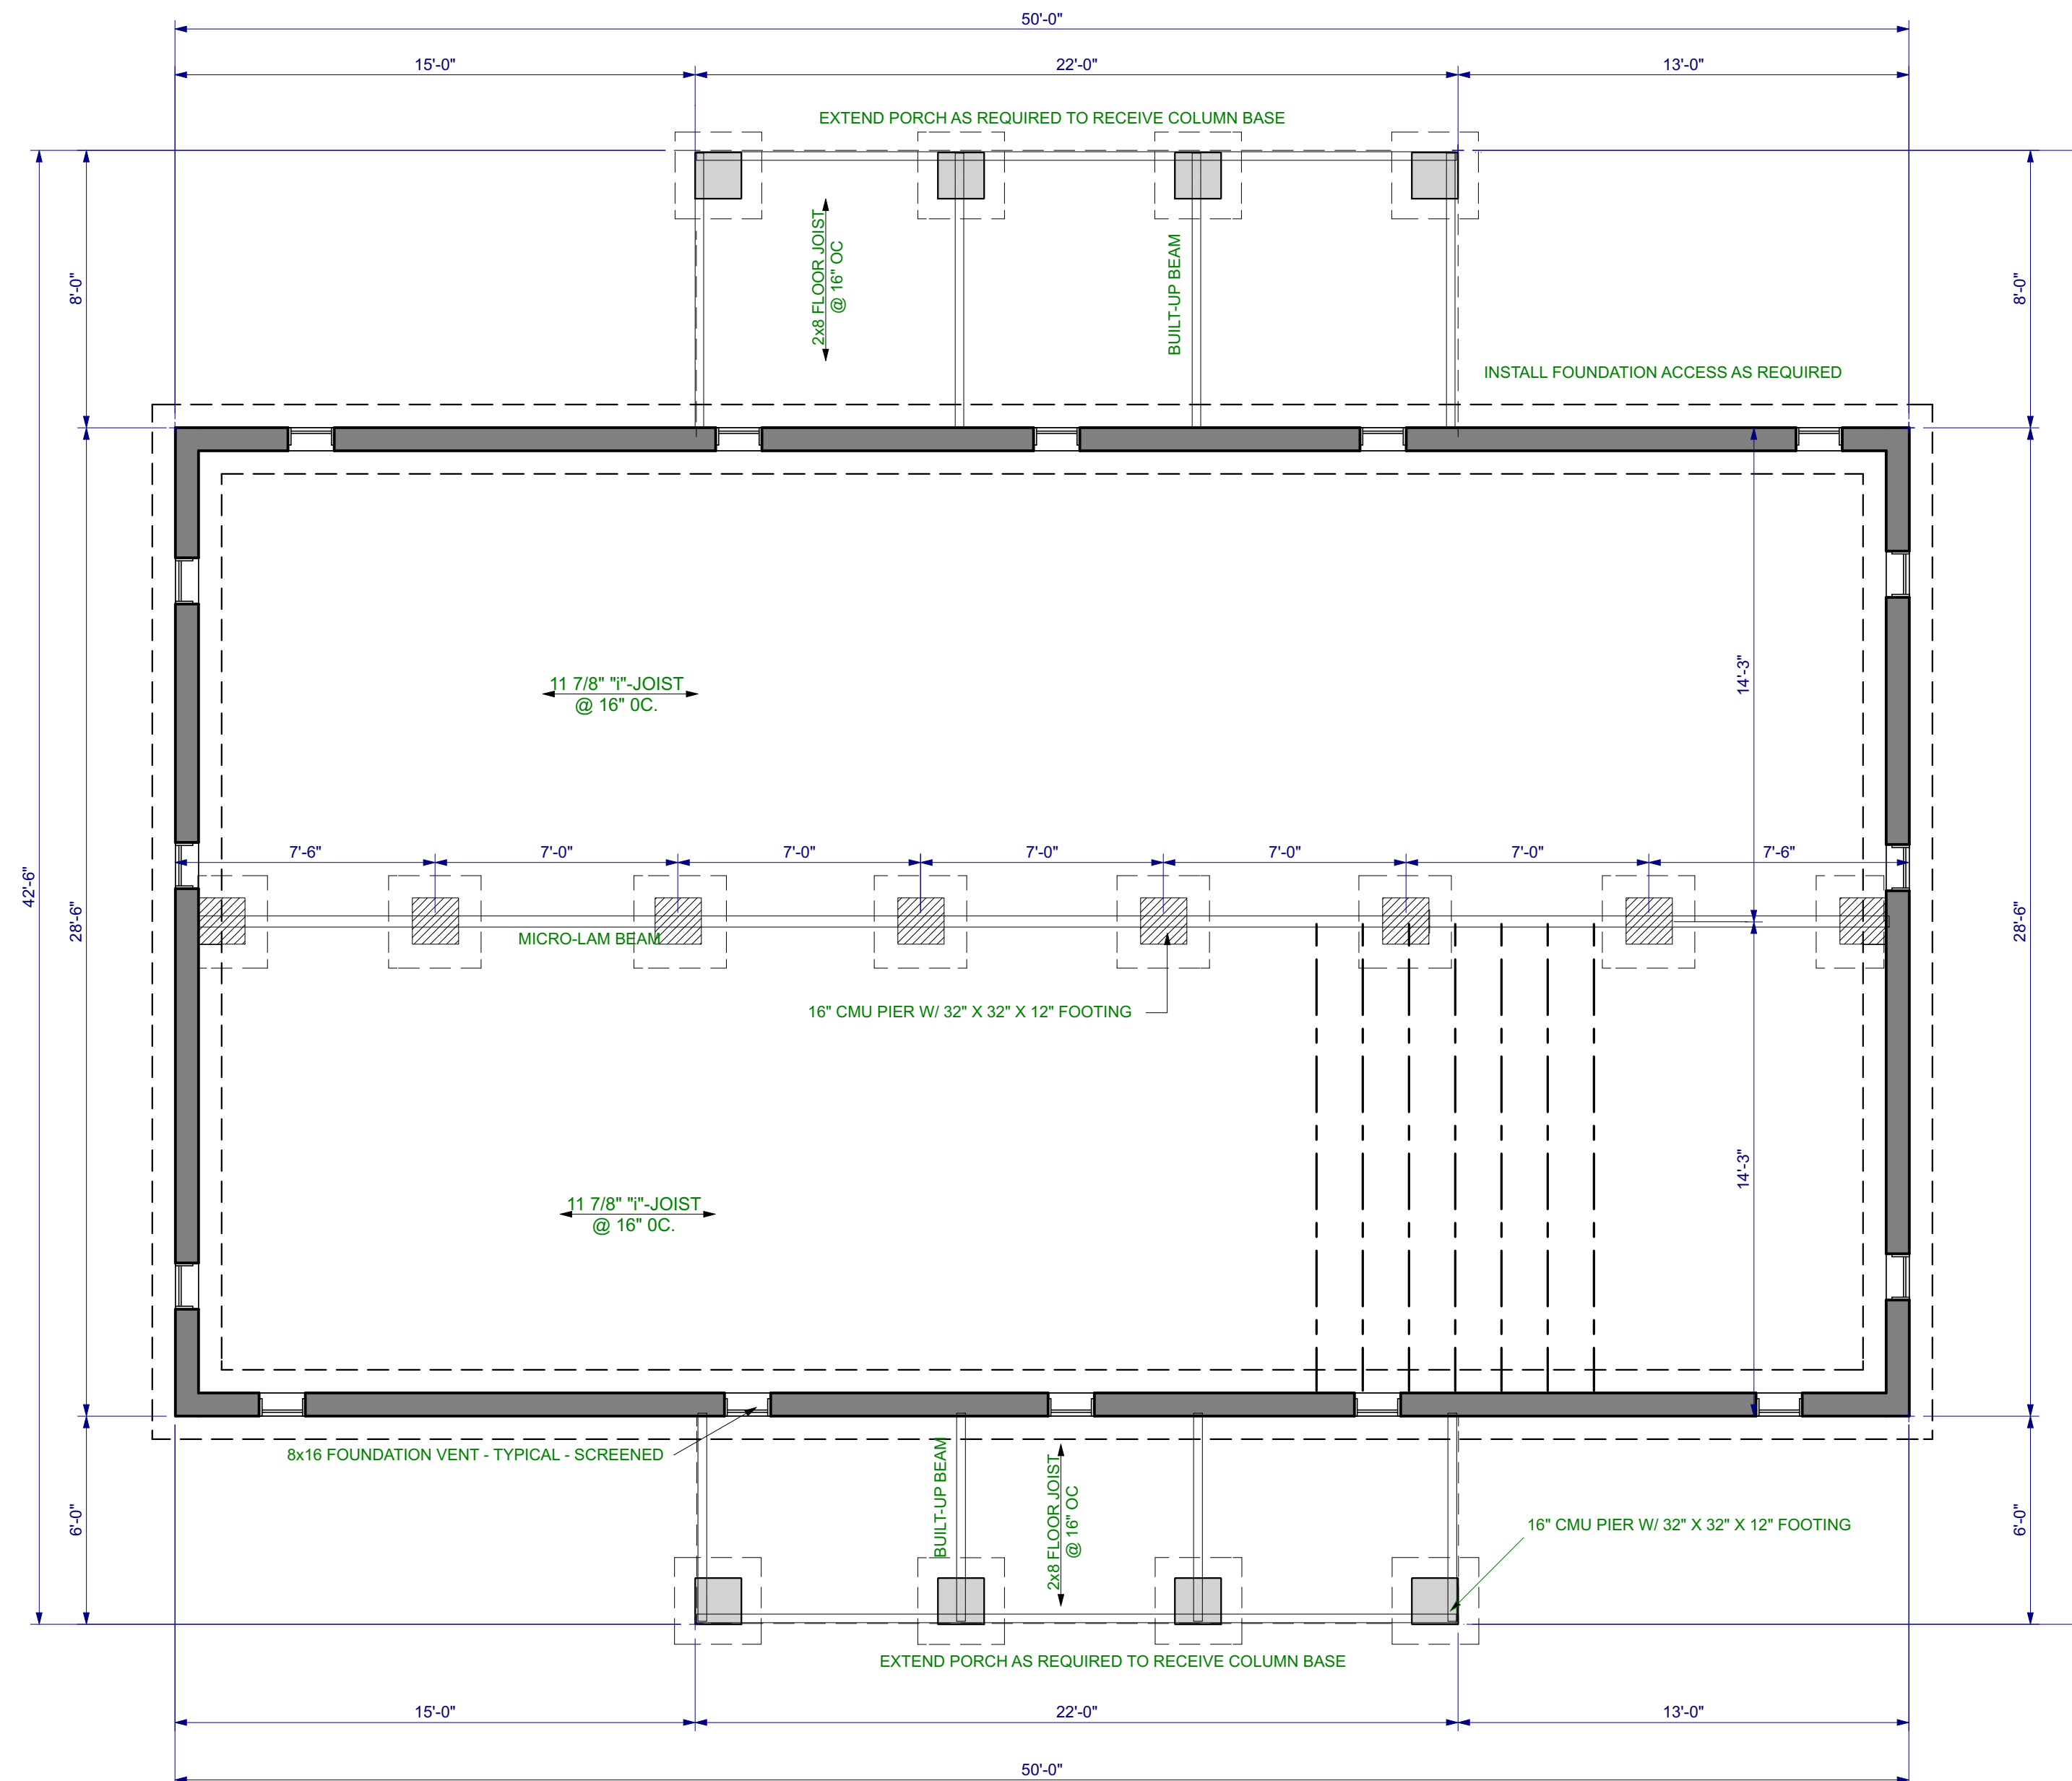 50'-0"
15'-0"
22'-0"
13'-0"
EXTEND PORCH AS REQUIRED TO RECEIVE COLUMN BASE
8'-0"
2x8 FLOOR JOIST
@ 16" OC
BUILT-UP BEAM
8'-0"
INSTALL FOUNDATION ACCESS AS REQUIRED
11 7/8" "i"-JOIST
@ 16" 0C.
14'-3"
7'-6"
7'-0"
7'-0"
7'-0"
7'-0"
7'-0"
7'-6"
42'-6"
28'-6"
28'-6"
MICRO-LAM BEAM
16" CMU PIER W/ 32" X 32" X 12" FOOTING
11 7/8" "i"-JOIST
@ 16" 0C.
14'-3"
8x16 FOUNDATION VENT - TYPICAL - SCREENED
6'-0"
BUILT-UP BEAM
2x8 FLOOR JOIST
@ 16" OC
16" CMU PIER W/ 32" X 32" X 12" FOOTING
6'-0"
EXTEND PORCH AS REQUIRED TO RECEIVE COLUMN BASE
15'-0"
22'-0"
13'-0"
50'-0"